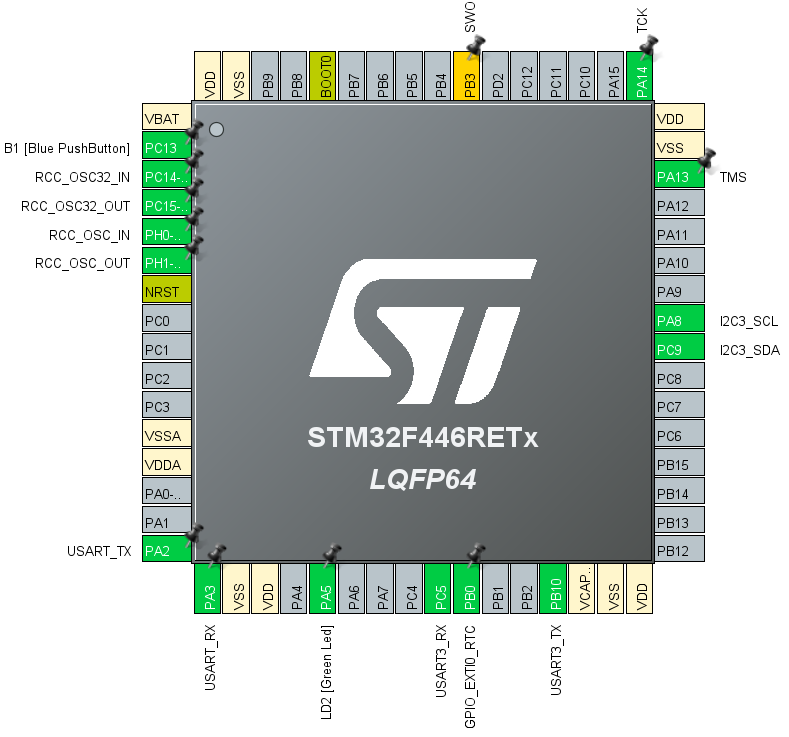 SWO
TCK
VDD
VSS
PB9
PB8
BOOT0
PB7
PB6
PB5
PB4
PB3
PD2
PC12
PC11
PC10
PA15
PA14
VBAT
B1 [Blue PushButton]
PC13
RCC_OSC32_IN
PC14-..
RCC_OSC32_OUT
PC15-..
RCC_OSC_IN
PH0-..
RCC_OSC_OUT
PH1-..
NRST
PC0
PC1
PC2
PC3
VSSA
VDDA
PA0-..
PA1
USART_TX
PA2
ST
STM32F446RETx
LQFP64
VDD
VSS
PA13
TMS
PA12
PA11
PA10
PA9
PA8
I2C3_SCL
PC9
I2C3_SDA
PC8
PC7
PC6
PB15
PB14
PB13
PB12
PA3
VSS
VDD
PA4
PA5
PA6
PA7
PC4
PC5
PB0
PB1
PB2
PB10
VCAP..
VSS
VDD
USART_RX
LD2 [Green Led]
USART3_RX
GPIO_EXTI0_RTC
USART3_TX